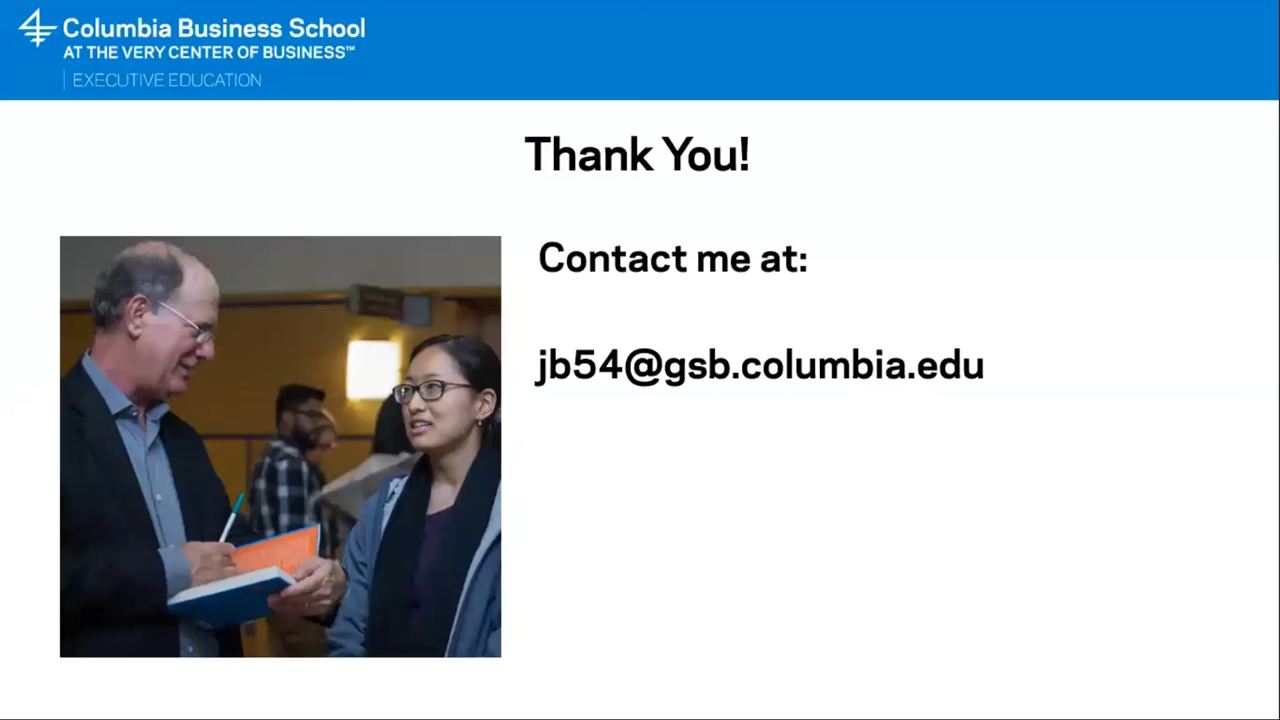 Columbia Business School
AT THE VERY CENTER OF BUSINESS™
EXECUTIVE EDUCATION
Thank You!
Contact me at:
jb54@gsb.columbia.edu